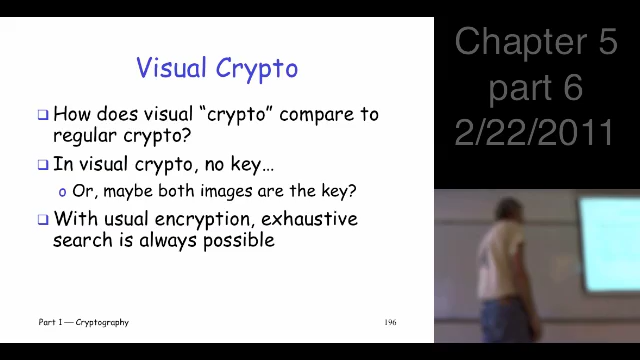 Visual Crypto
How does visual “crypto” compare to
regular crypto?
In visual crypto, no key…
Or, maybe both images are the key?
With usual encryption, exhaustive
search is always possible
Part 1 — Cryptography 196
Chapter 5
part 6
2/22/2011